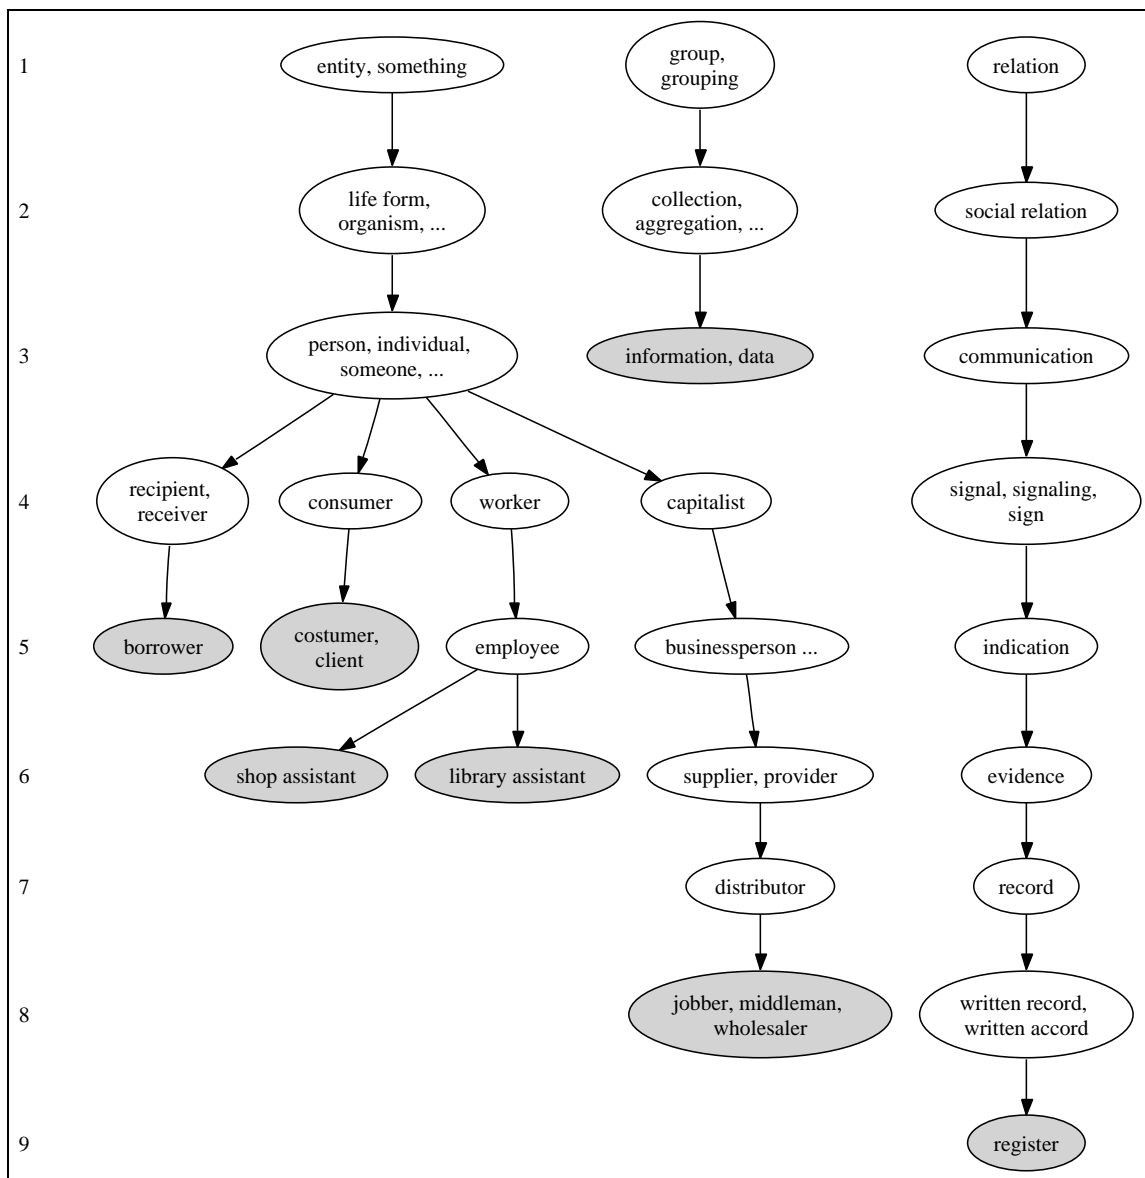 1
entity, something
group,
grouping
relation
2
life form,
organism, ...
collection,
aggregation, ...
social relation
3
person, individual,
someone, ...
information, data
communication
4
recipient,
receiver
consumer
worker
capitalist
signal, signaling,
sign
5
borrower
costumer,
client
employee
businessperson ...
indication
6
shop assistant
library assistant
supplier, provider
evidence
7
distributor
record
8
jobber, middleman,
wholesaler
written record,
written accord
9
register